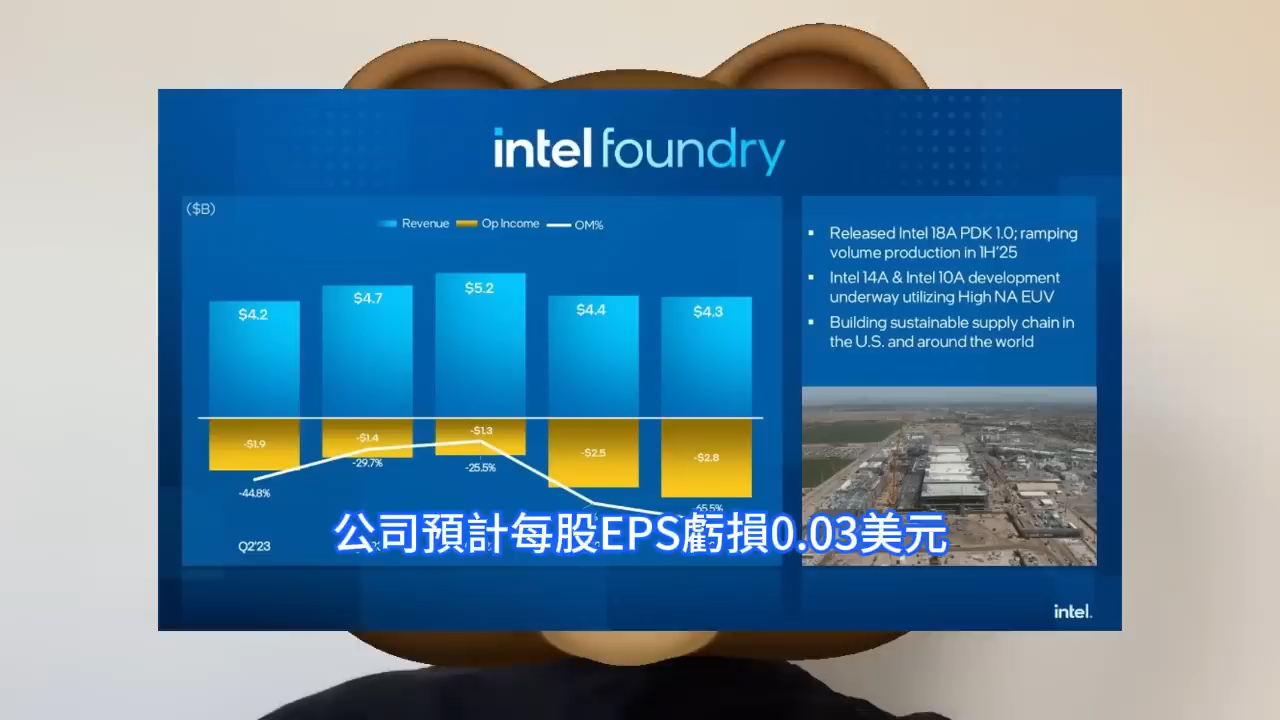 intel foundry
($B)
Revenue Op Income OM%
$4.2 $4.7 $5.2 $4.4 $4.3
-$1.9 -$1.4 -$1.3 -$2.5 -$2.8
-44.8% -29.7% -25.5% -65.5%
Q2'23
▪ Released Intel 18A PDK 1.0; ramping
volume production in 1H'25
▪ Intel 14A & Intel 10A development
underway utilizing High NA EUV
▪ Building sustainable supply chain in
the U.S. and around the world
公司預計每股EPS虧損0.03美元
intel.